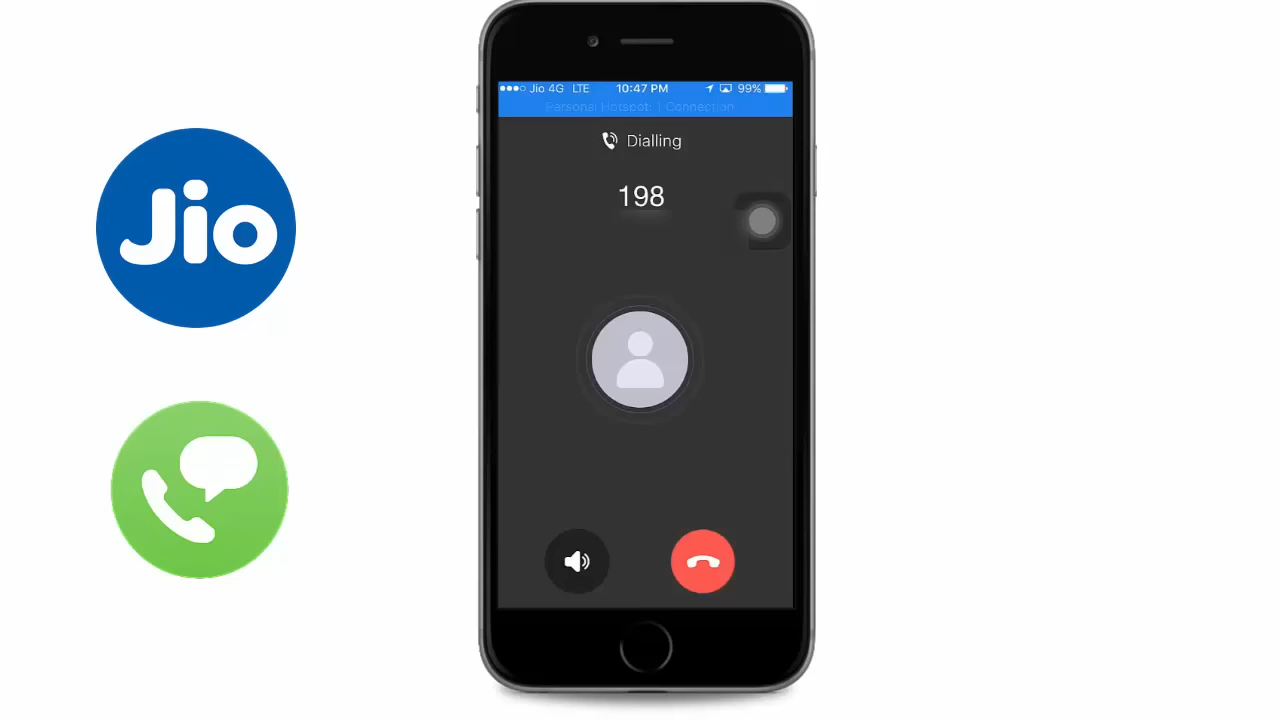 Jio 4G LTE 10:47 PM 99%
Personal Hotspot: 1 Connection
Dialling
198
Jio